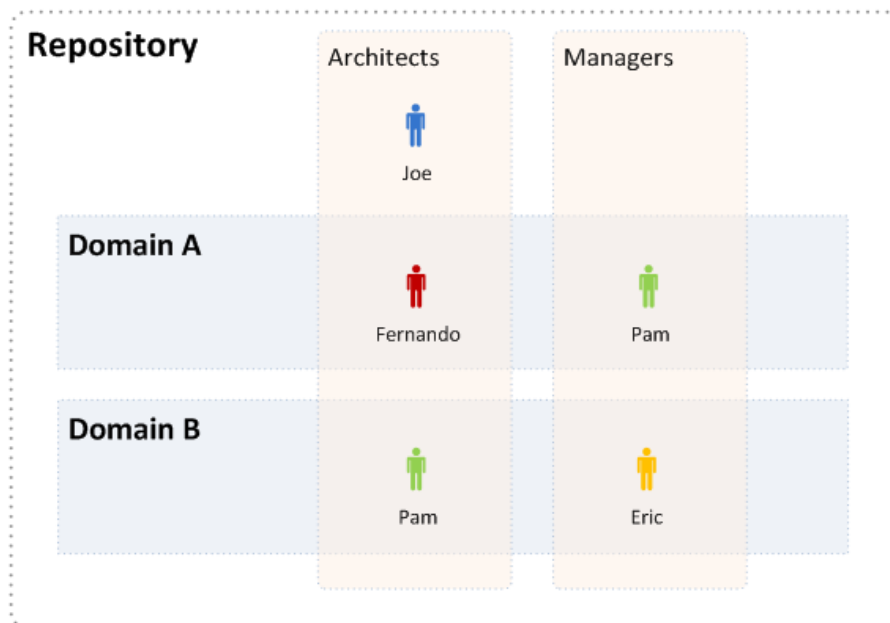 Repository
Architects
Managers
Joe
Domain A
Fernando
Pam
Domain B
Pam
Eric